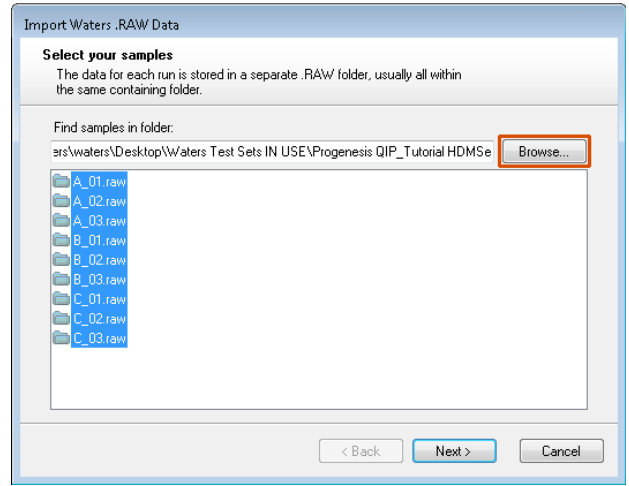 Import Waters .RAW Data
Select your samples
The data for each run is stored in a separate .RAW folder, usually all within
the same containing folder.
Find samples in folder:
ers\waters\Desktop\Waters Test Sets IN USE\Progenesis QIP_Tutorial HDMSe
Browse...
A_01.raw
A_02.raw
A_03.raw
B_01.raw
B_02.raw
B_03.raw
C_01.raw
C_02.raw
C_03.raw
< Back
Next >
Cancel